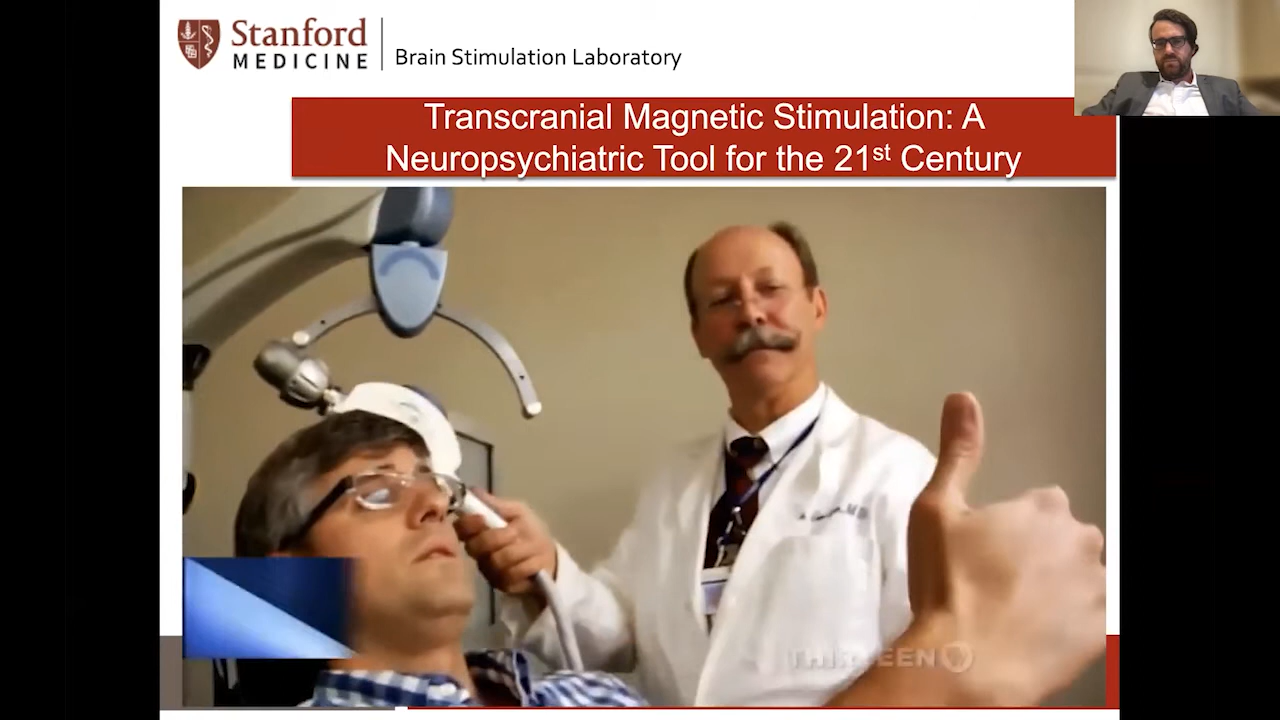 Stanford
MEDICINE
Brain Stimulation Laboratory
Transcranial Magnetic Stimulation: A
Neuropsychiatric Tool for the 21st Century
THIRTEEN